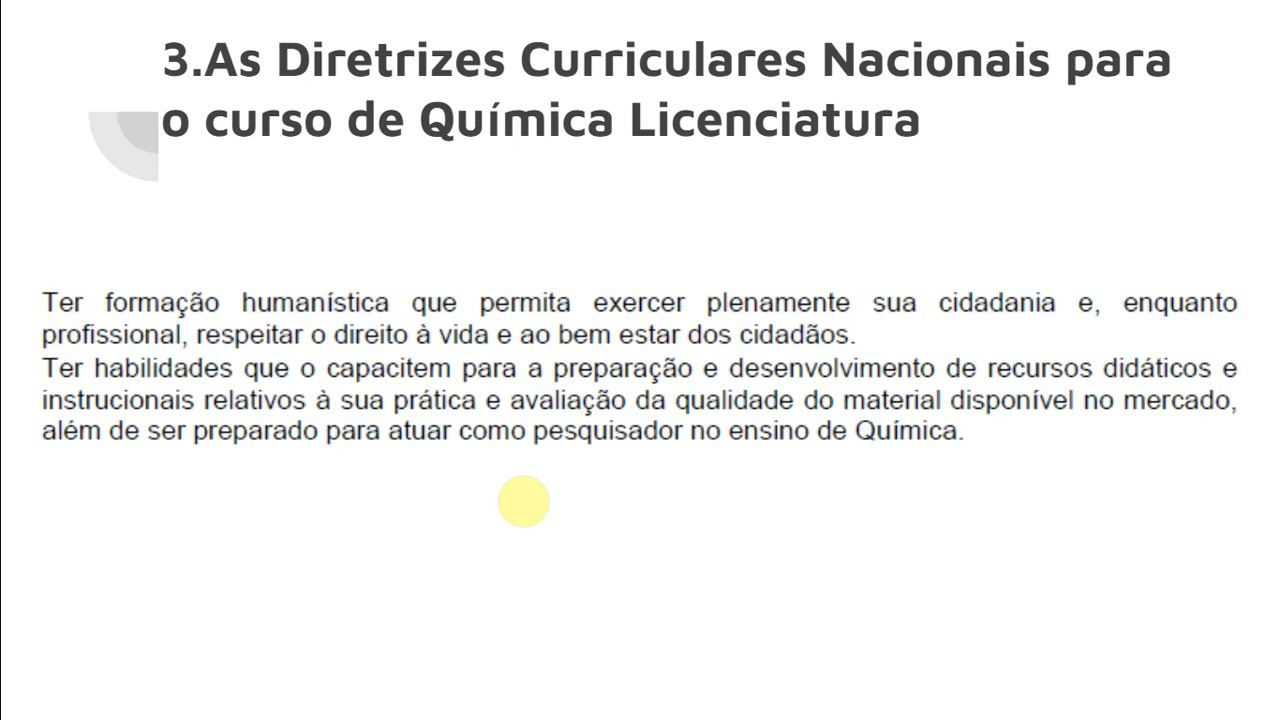 3.As Diretrizes Curriculares Nacionais para
o curso de Química Licenciatura
Ter formação humanística que permita exercer plenamente sua cidadania e, enquanto
profissional, respeitar o direito à vida e ao bem estar dos cidadãos.
Ter habilidades que o capacitem para a preparação e desenvolvimento de recursos didáticos e
instrucionais relativos à sua prática e avaliação da qualidade do material disponível no mercado,
além de ser preparado para atuar como pesquisador no ensino de Química.